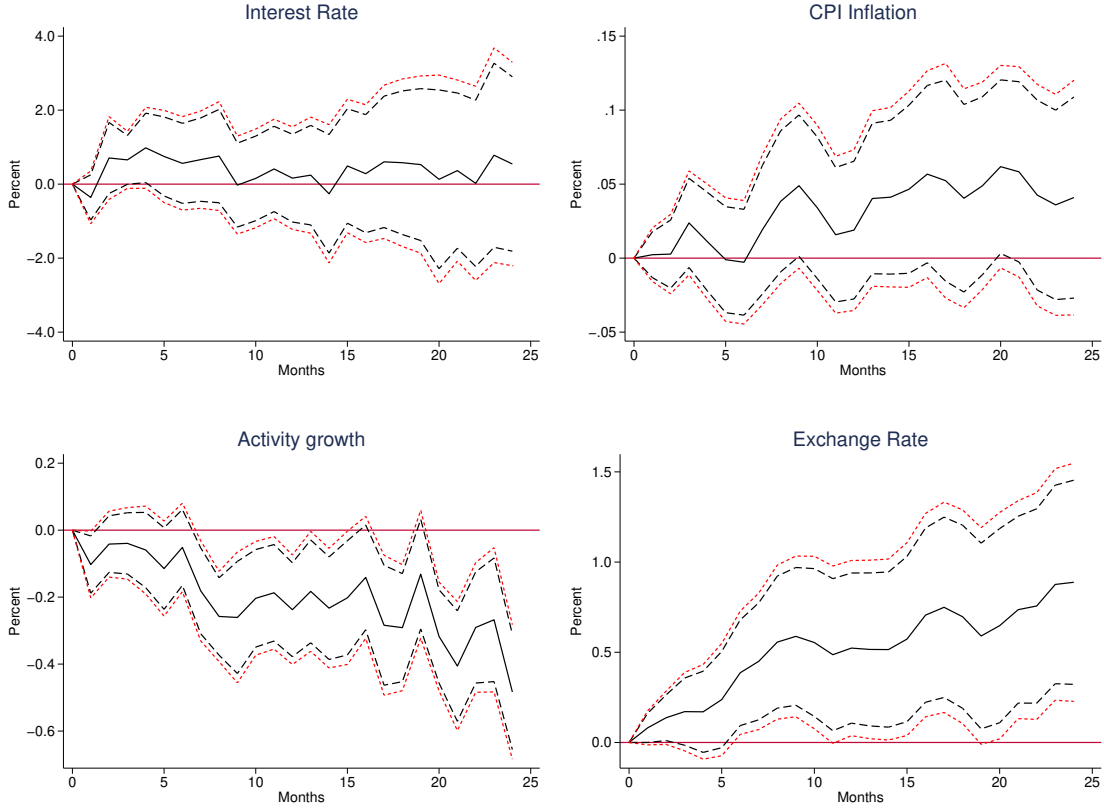 Interest Rate
4.0
2.0
0.0
−2.0
−4.0
Percent
0 5 10 15 20 25
Months
CPI Inflation
.15
.1
.05
0
−.05
Percent
0 5 10 15 20 25
Months
Activity growth
0.2
0.0
−0.2
−0.4
−0.6
Percent
0 5 10 15 20 25
Months
Exchange Rate
1.5
1.0
0.5
0.0
Percent
0 5 10 15 20 25
Months